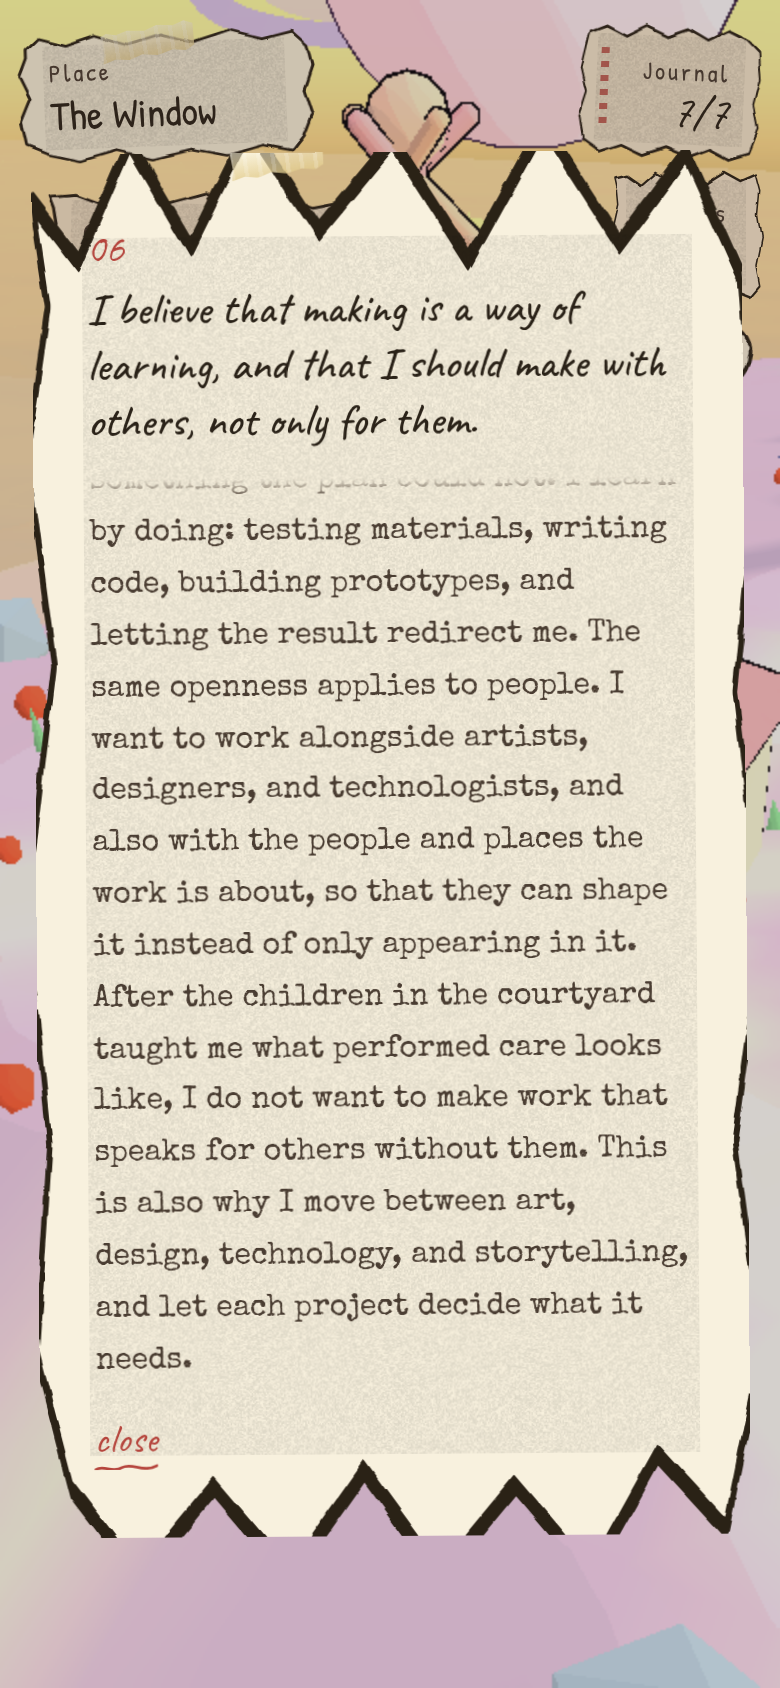 Place
The Window
Journal
7/7
s
06
I believe that making is a way of
learning, and that I should make with
others, not only for them.
something the plan could not. I learn
by doing: testing materials, writing
code, building prototypes, and
letting the result redirect me. The
same openness applies to people. I
want to work alongside artists,
designers, and technologists, and
also with the people and places the
work is about, so that they can shape
it instead of only appearing in it.
After the children in the courtyard
taught me what performed care looks
like, I do not want to make work that
speaks for others without them. This
is also why I move between art,
design, technology, and storytelling,
and let each project decide what it
needs.
close